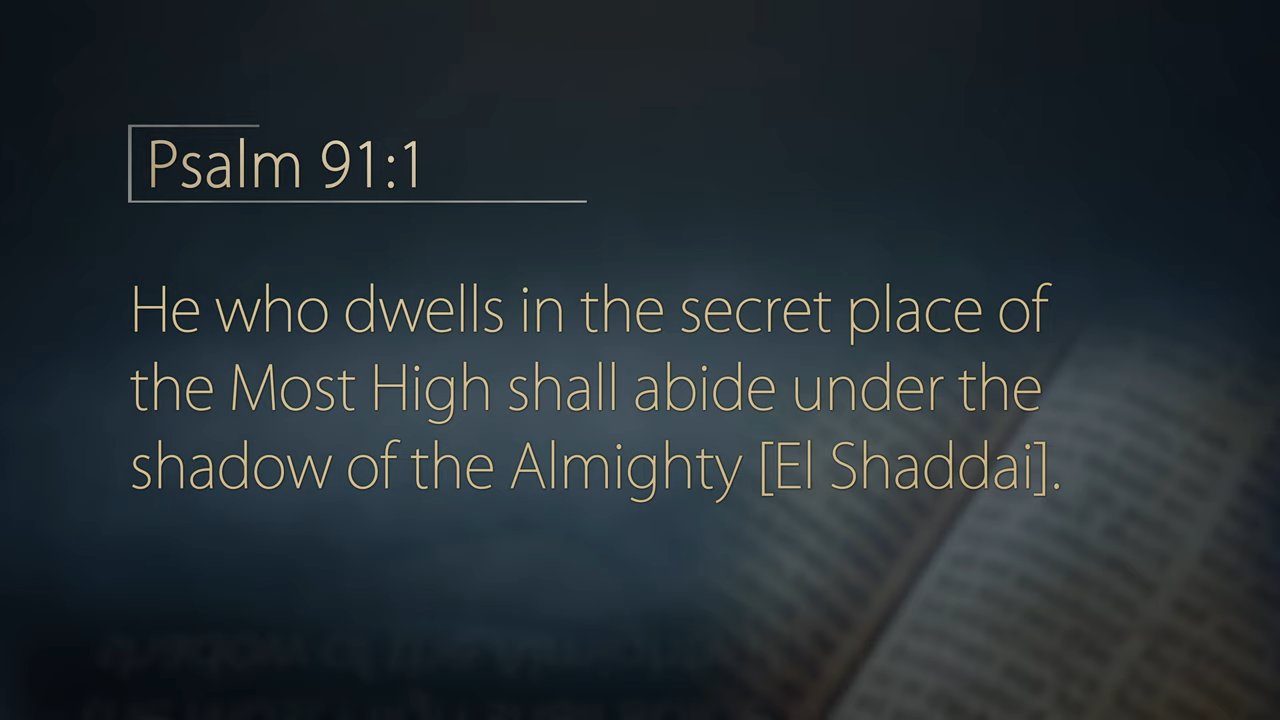 Psalm 91:1
He who dwells in the secret place of
the Most High shall abide under the
shadow of the Almighty [El Shaddai].